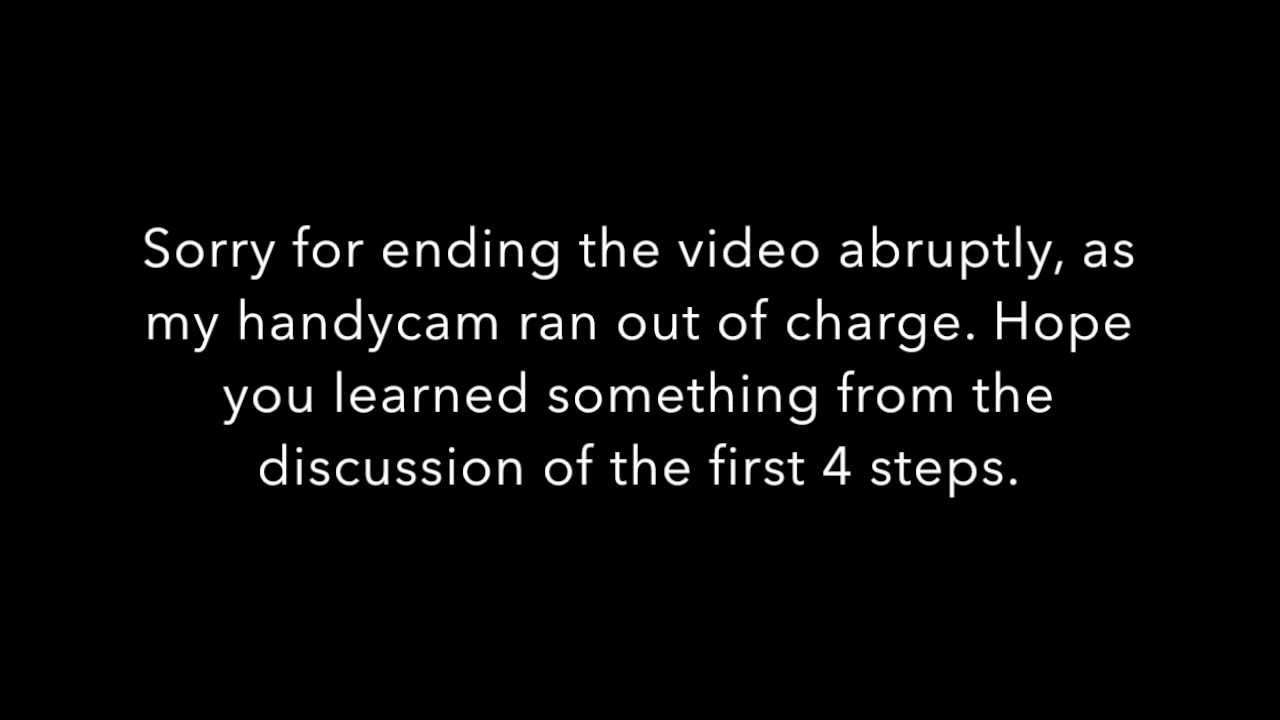 Sorry for ending the video abruptly, as
my handycam ran out of charge. Hope
you learned something from the
discussion of the first 4 steps.